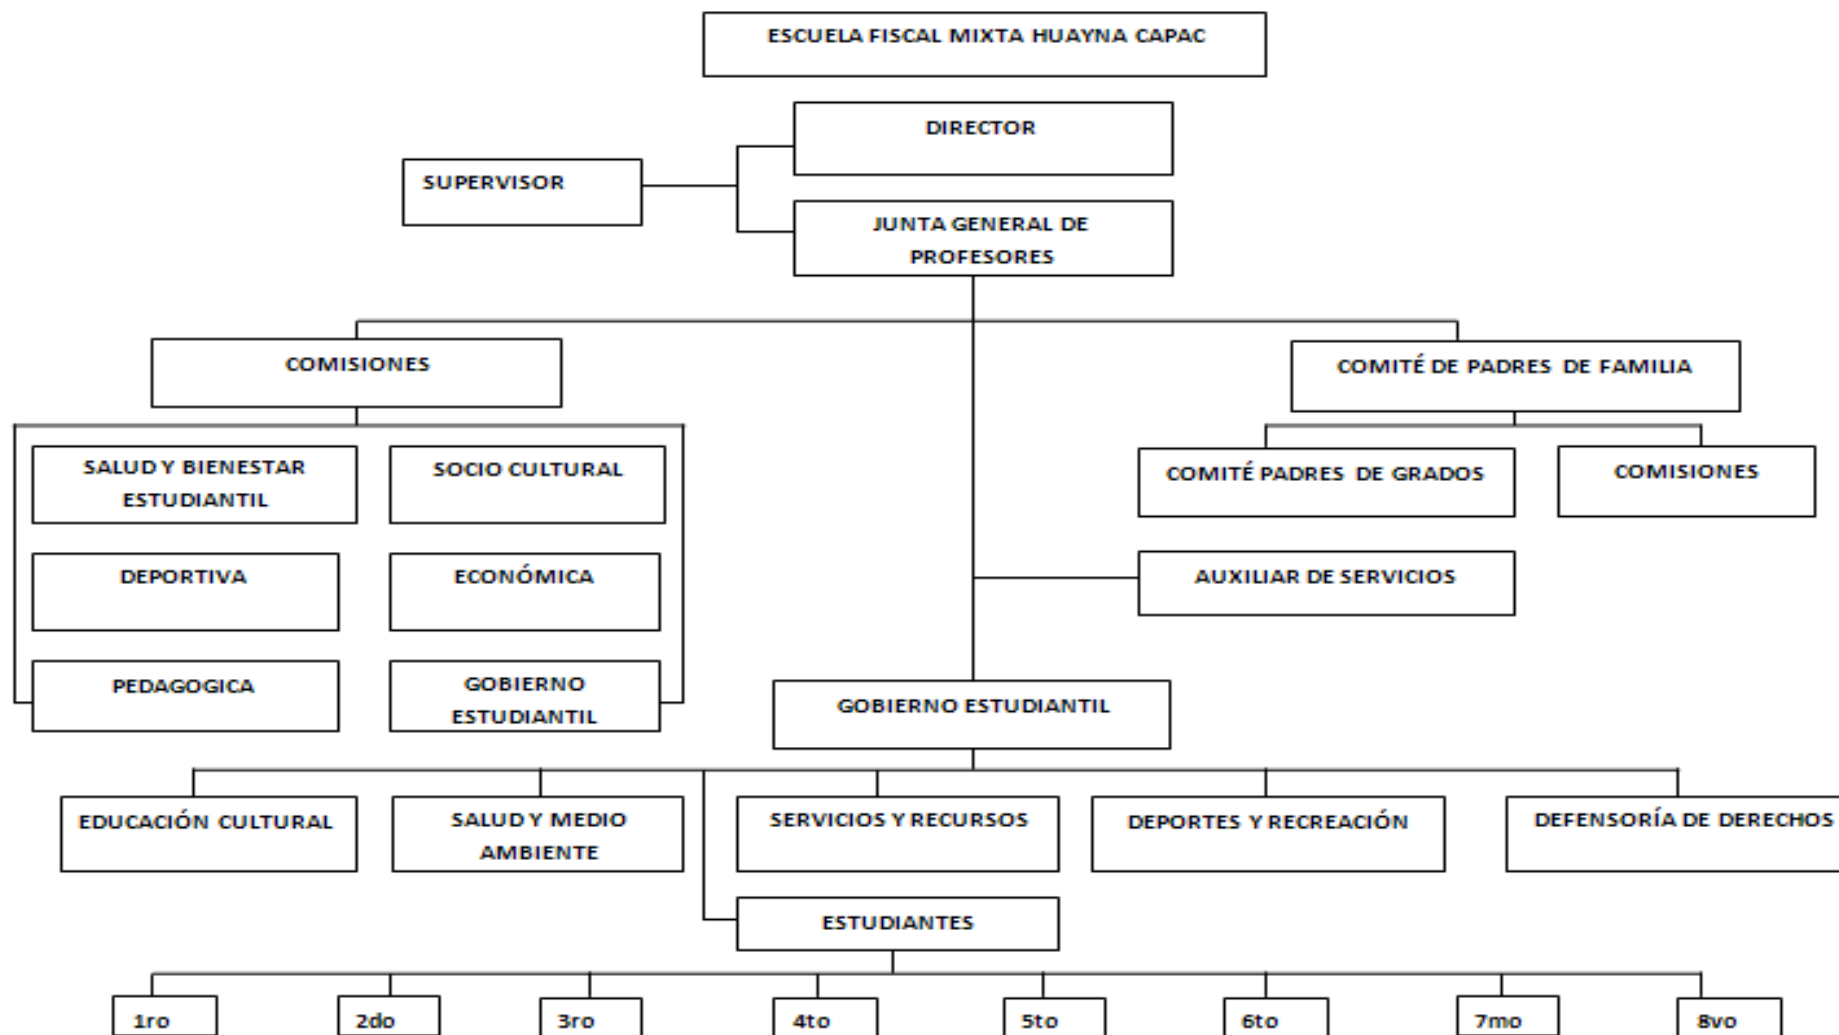 ESCUELA FISCAL MIXTA HUAYNA CAPAC
DIRECTOR
SUPERVISOR
JUNTA GENERAL DE
PROFESORES
COMISIONES
COMITÉ DE PADRES DE FAMILIA
SALUD Y BIENESTAR
ESTUDIANTIL
SOCIO CULTURAL
COMITÉ PADRES DE GRADOS
COMISIONES
DEPORTIVA
ECONÓMICA
AUXILIAR DE SERVICIOS
PEDAGOGICA
GOBIERNO
ESTUDIANTIL
GOBIERNO ESTUDIANTIL
EDUCACIÓN CULTURAL
SALUD Y MEDIO
AMBIENTE
SERVICIOS Y RECURSOS
DEPORTES Y RECREACIÓN
DEFENSORÍA DE DERECHOS
ESTUDIANTES
1ro
2do
3ro
4to
5to
6to
7mo
8vo